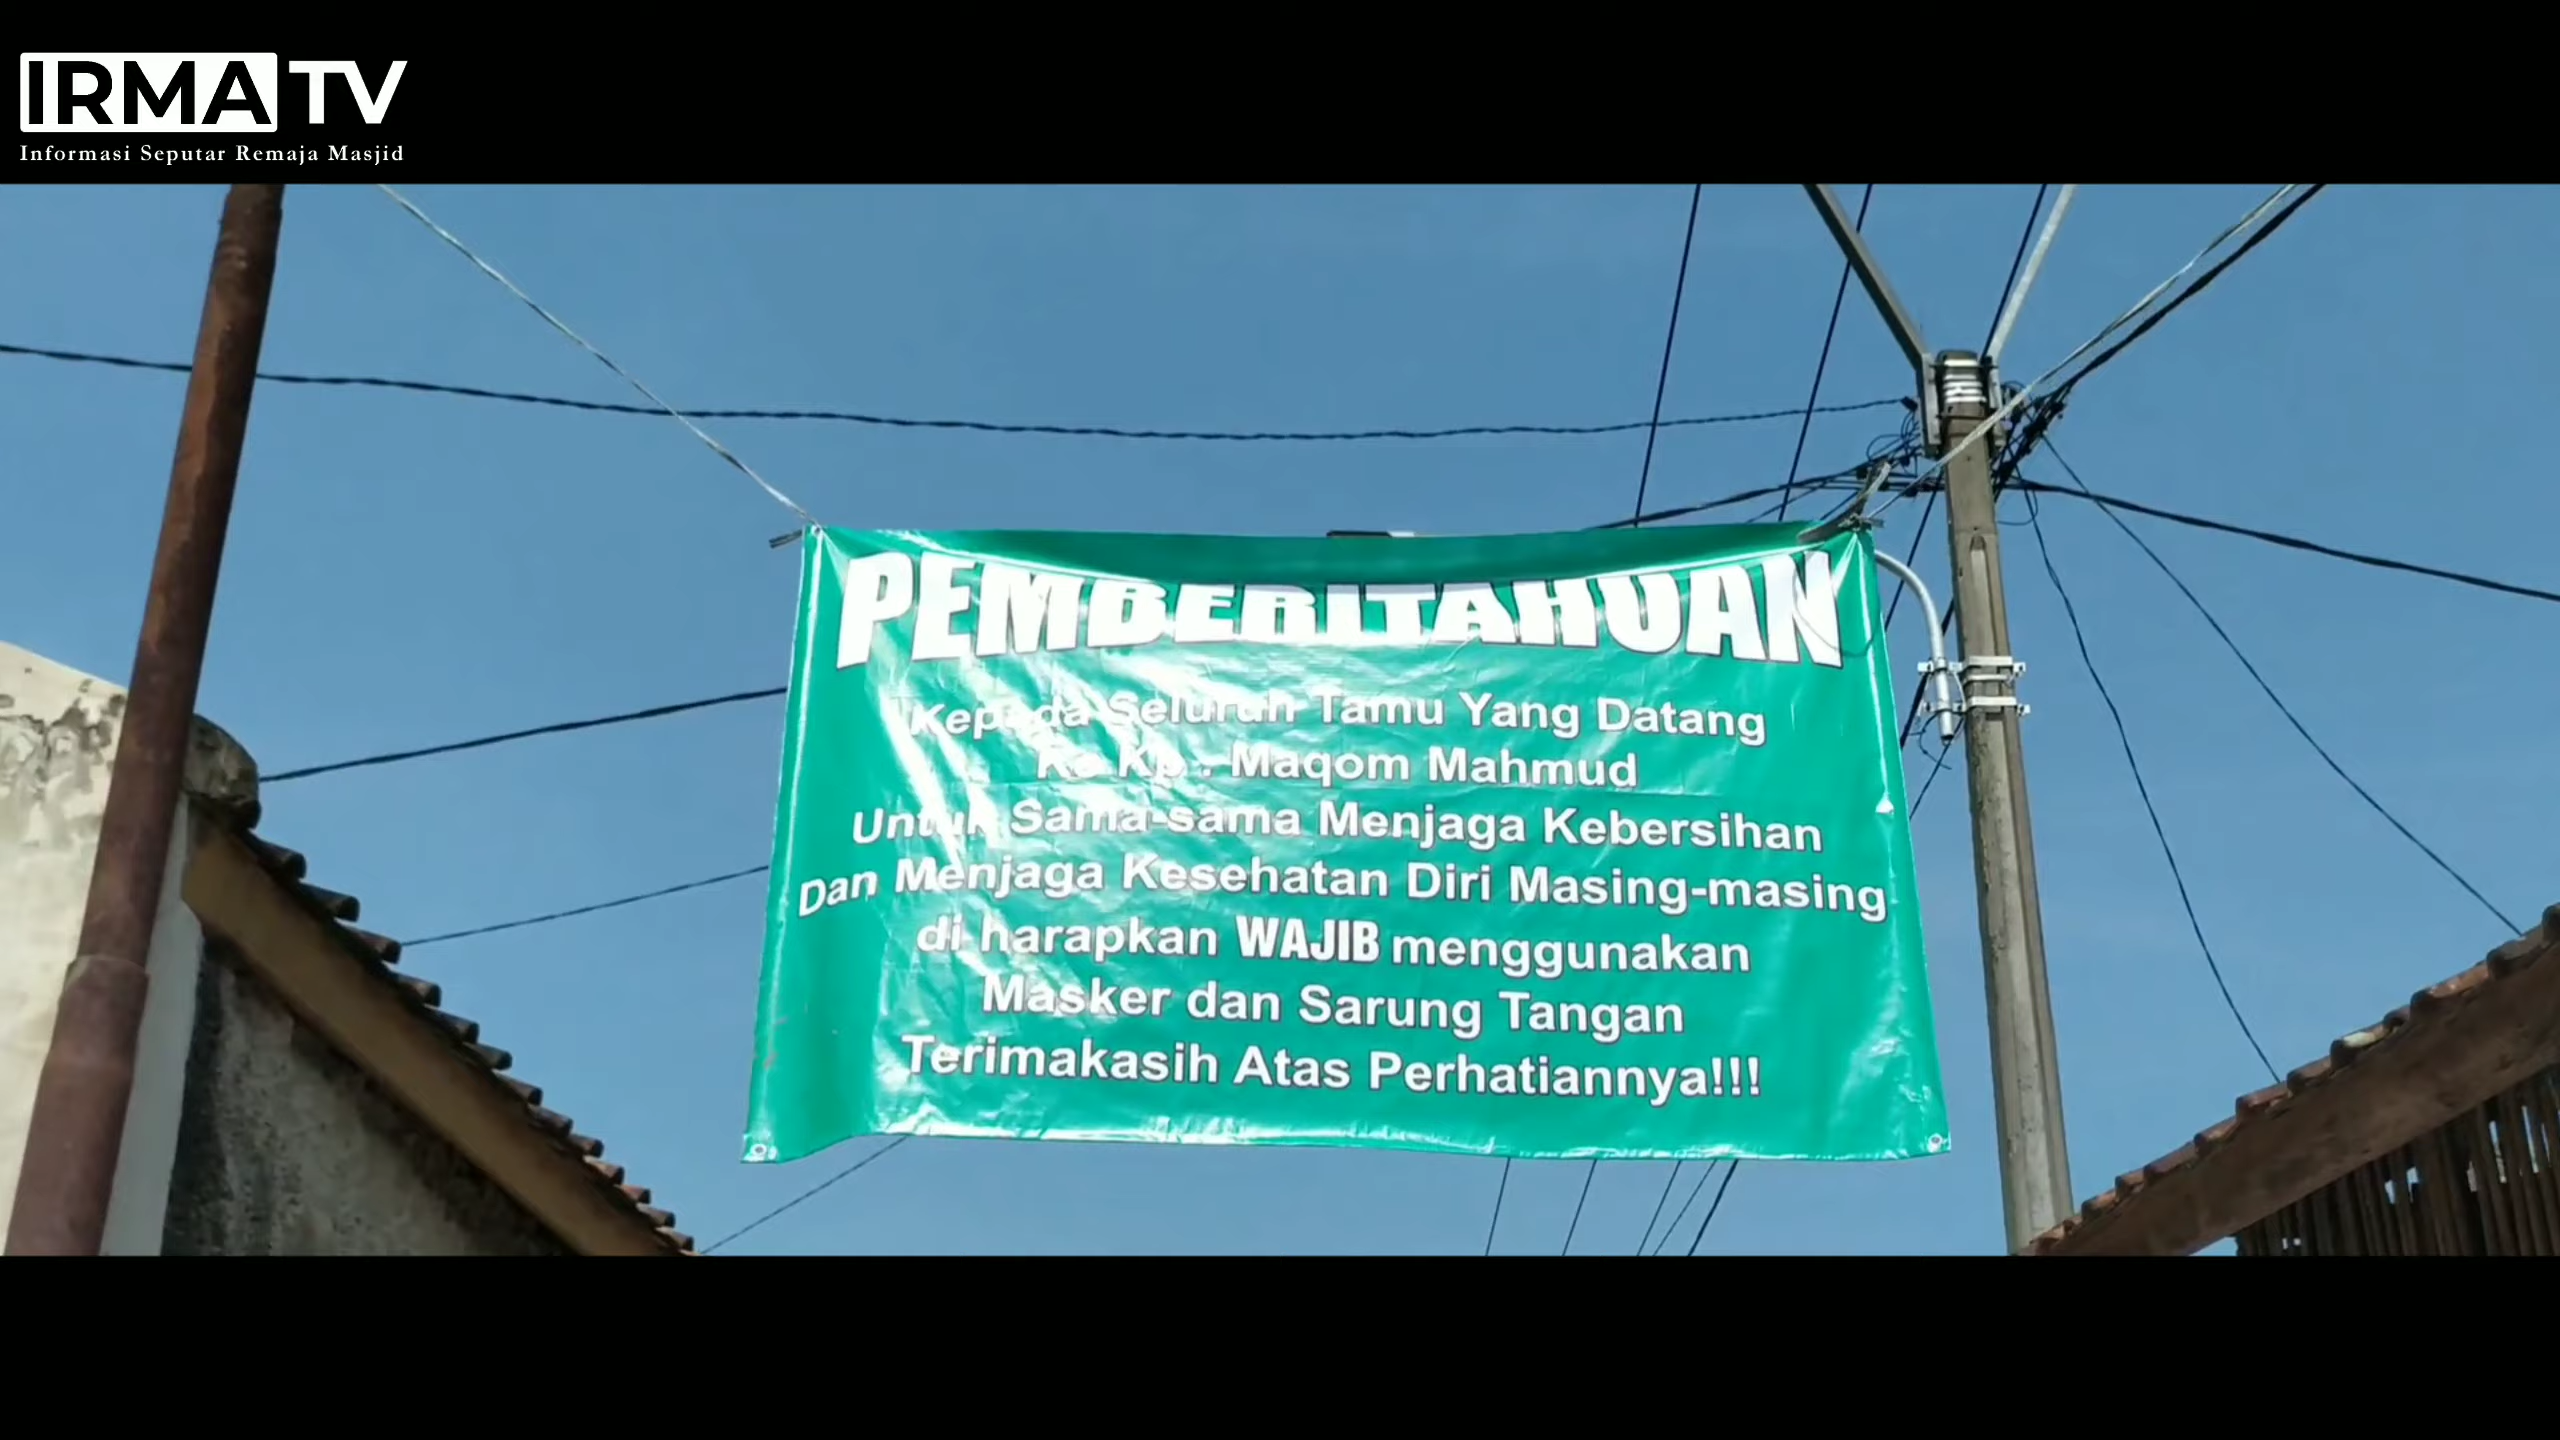 IRMA TV
Informasi Seputar Remaja Masjid
PEMBERITAHUAN
Kepada Seluruh Tamu Yang Datang
Ke Kp. Maqom Mahmud
Untuk Sama-sama Menjaga Kebersihan
Dan Menjaga Kesehatan Diri Masing-masing
di harapkan WAJIB menggunakan
Masker dan Sarung Tangan
Terimakasih Atas Perhatiannya!!!